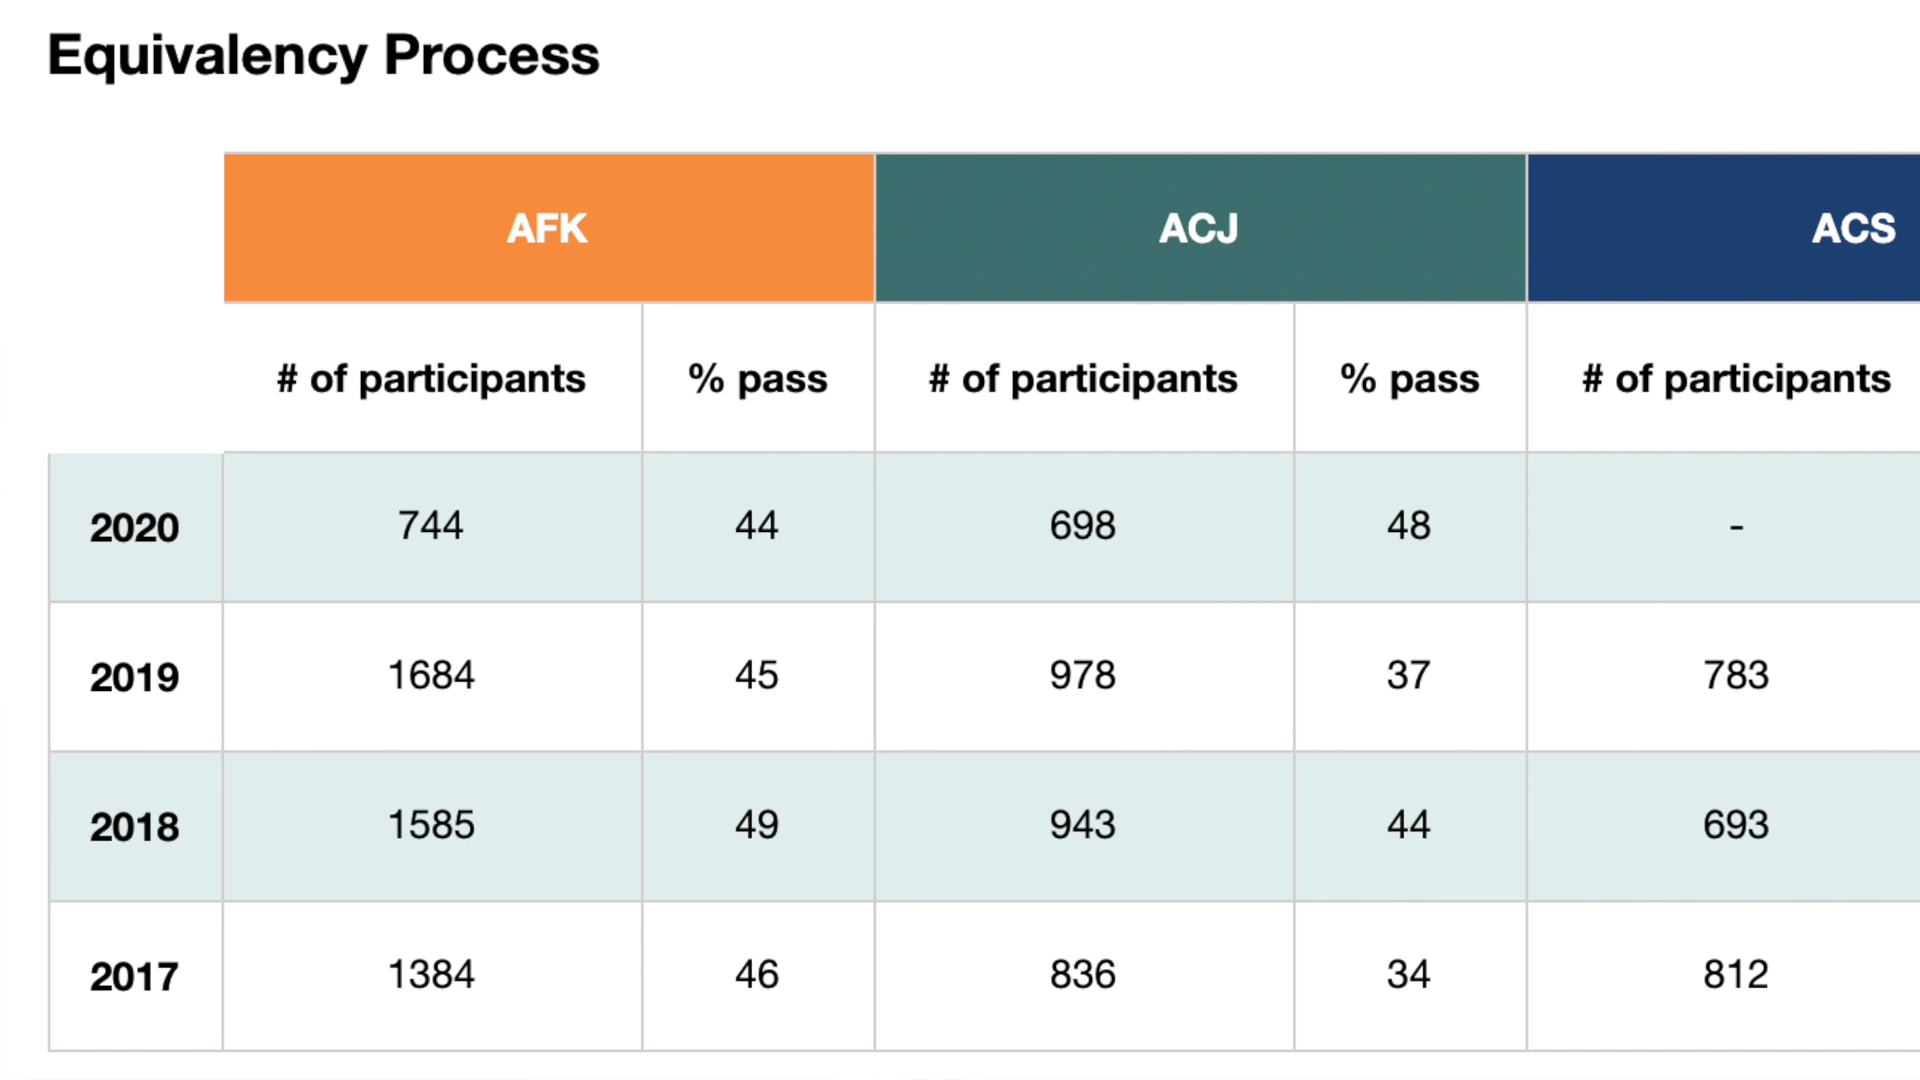 Equivalency Process
AFK ACJ ACS
# of participants % pass # of participants % pass # of participants
2020 744 44 698 48 -
2019 1684 45 978 37 783
2018 1585 49 943 44 693
2017 1384 46 836 34 812